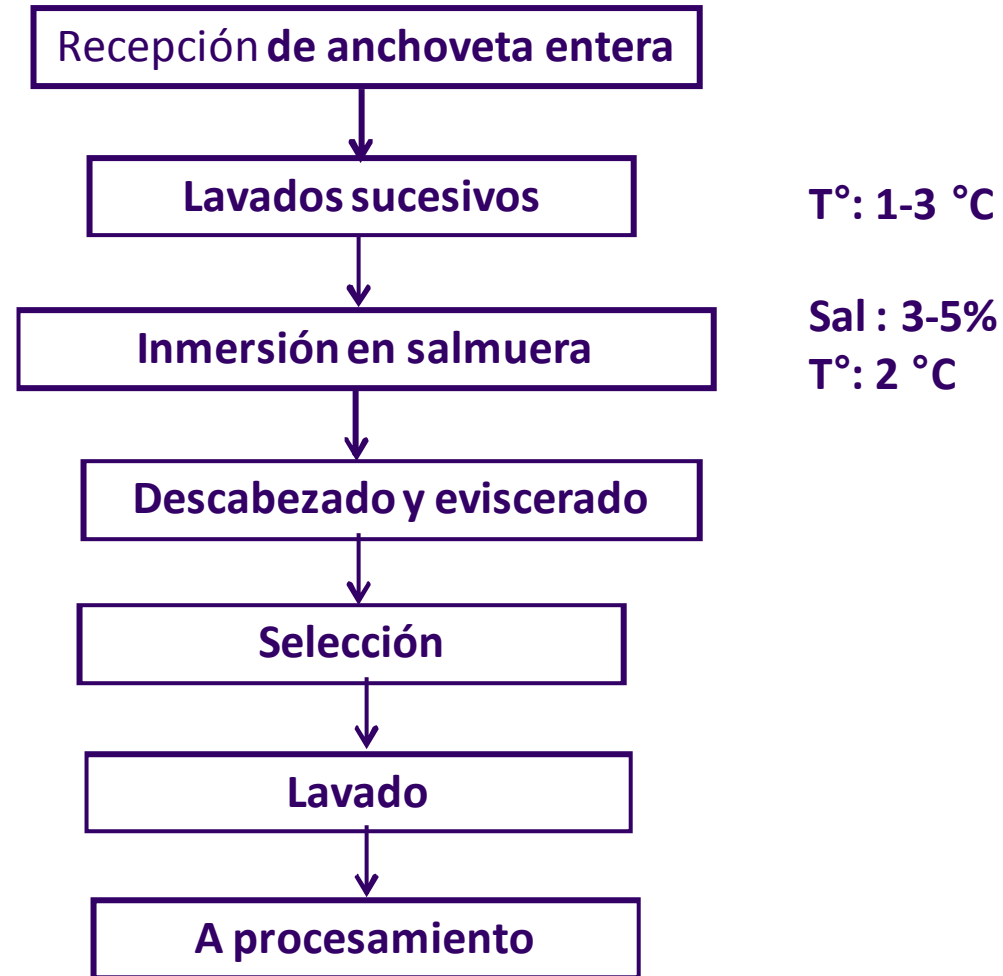 Recepción de anchoveta entera
Lavados sucesivos
T°: 1-3 °C
Inmersión en salmuera
Sal : 3-5%
T°: 2 °C
Descabezado y eviscerado
Selección
Lavado
A procesamiento